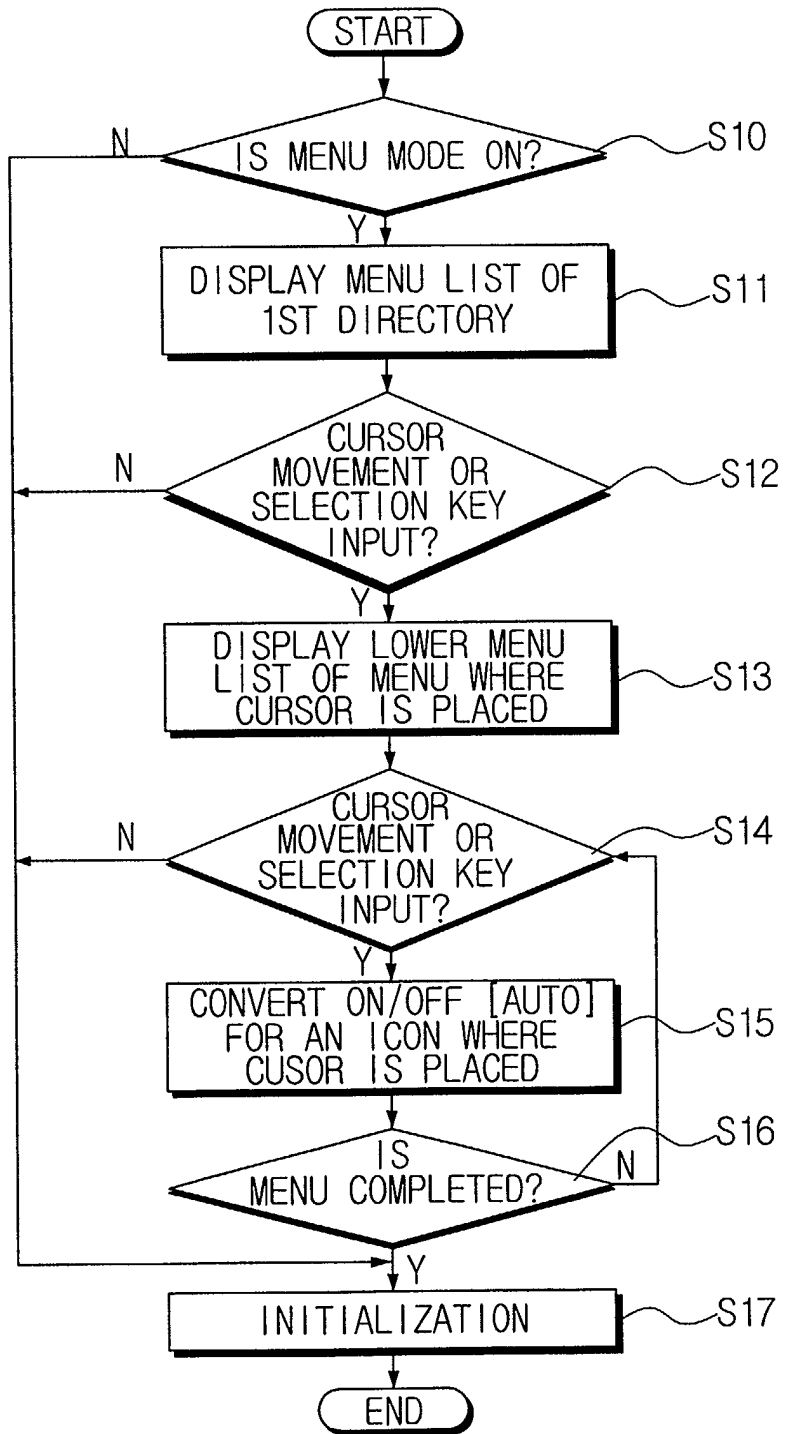 START
N
IS MENU MODE ON?
S10
Y
DISPLAY MENU LIST OF
1ST DIRECTORY
S11
CURSOR
MOVEMENT OR
SELECTION KEY
INPUT?
N
S12
Y
DISPLAY LOWER MENU
LIST OF MENU WHERE
CURSOR IS PLACED
S13
CURSOR
MOVEMENT OR
SELECTION KEY
INPUT?
N
S14
Y
CONVERT ON/OFF [AUTO]
FOR AN ICON WHERE
CUSOR IS PLACED
S15
IS
MENU COMPLETED?
S16
N
Y
INITIALIZATION
S17
END